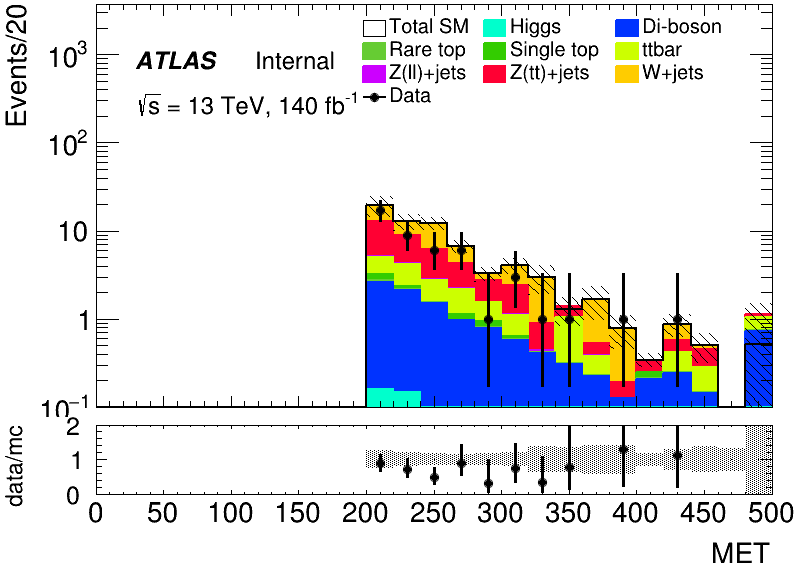 Events/20
Total SM
Higgs
Di-boson
Rare top
Single top
ttbar
Z(ll)+jets
Z(tt)+jets
W+jets
Data
ATLAS Internal
√s = 13 TeV, 140 fb⁻¹
10³
10²
10
1
10⁻¹
data/mc
2
1
0
0 50 100 150 200 250 300 350 400 450 500
MET